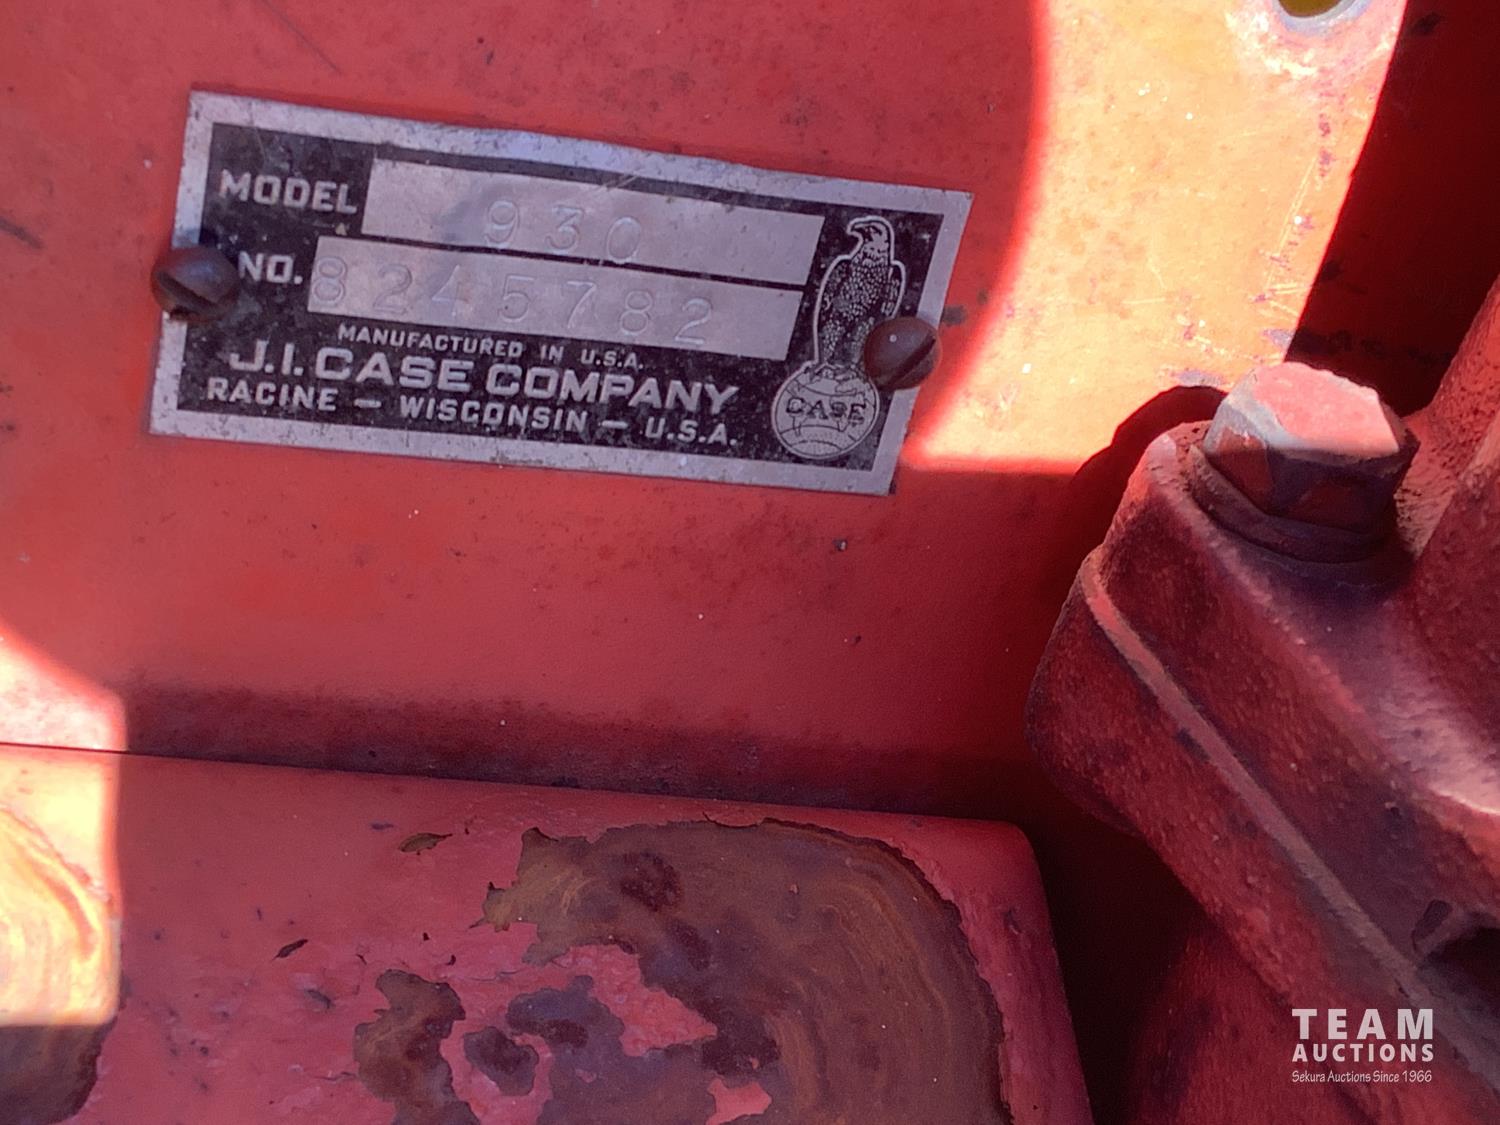 MODEL 930
NO. 8245782
MANUFACTURED IN U.S.A.
J.I. CASE COMPANY
RACINE — WISCONSIN — U.S.A.
CASE
TEAM
AUCTIONS
Sekura Auctions Since 1966